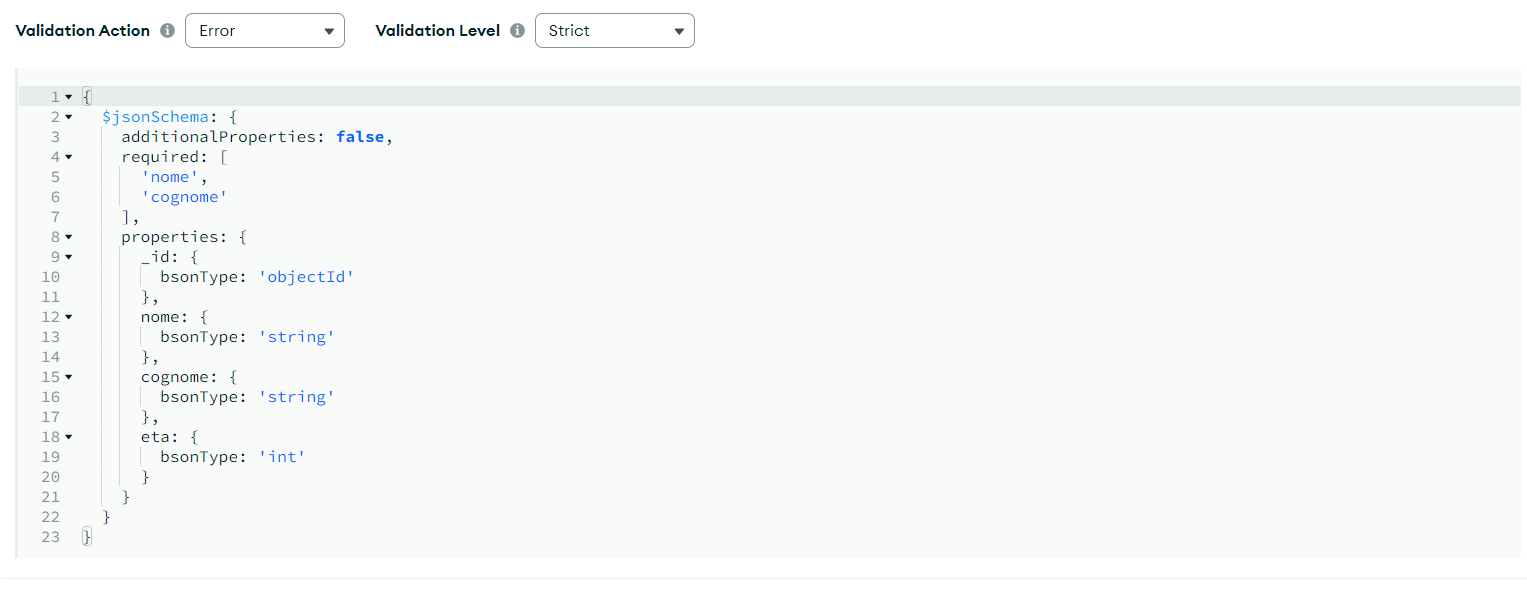 Validation Action Error Validation Level Strict
1 {
2 $jsonSchema: {
3 additionalProperties: false,
4 required: [
5 'nome',
6 'cognome'
7 ],
8 properties: {
9 _id: {
10 bsonType: 'objectId'
11 },
12 nome: {
13 bsonType: 'string'
14 },
15 cognome: {
16 bsonType: 'string'
17 },
18 eta: {
19 bsonType: 'int'
20 }
21 }
22 }
23 }